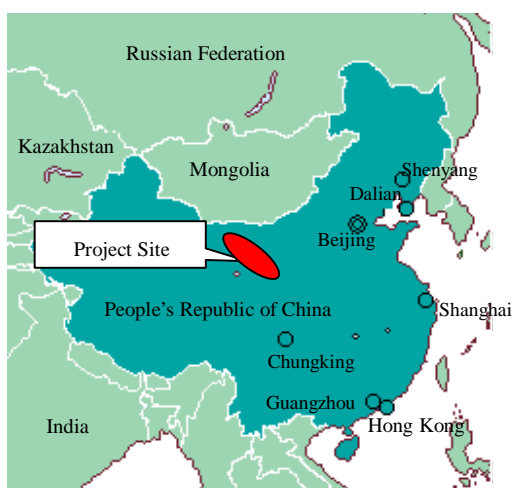 Russian Federation
Kazakhstan
Mongolia
Shenyang
Dalian
Beijing
Project Site
People's Republic of China
Shanghai
Chungking
Guangzhou
Hong Kong
India